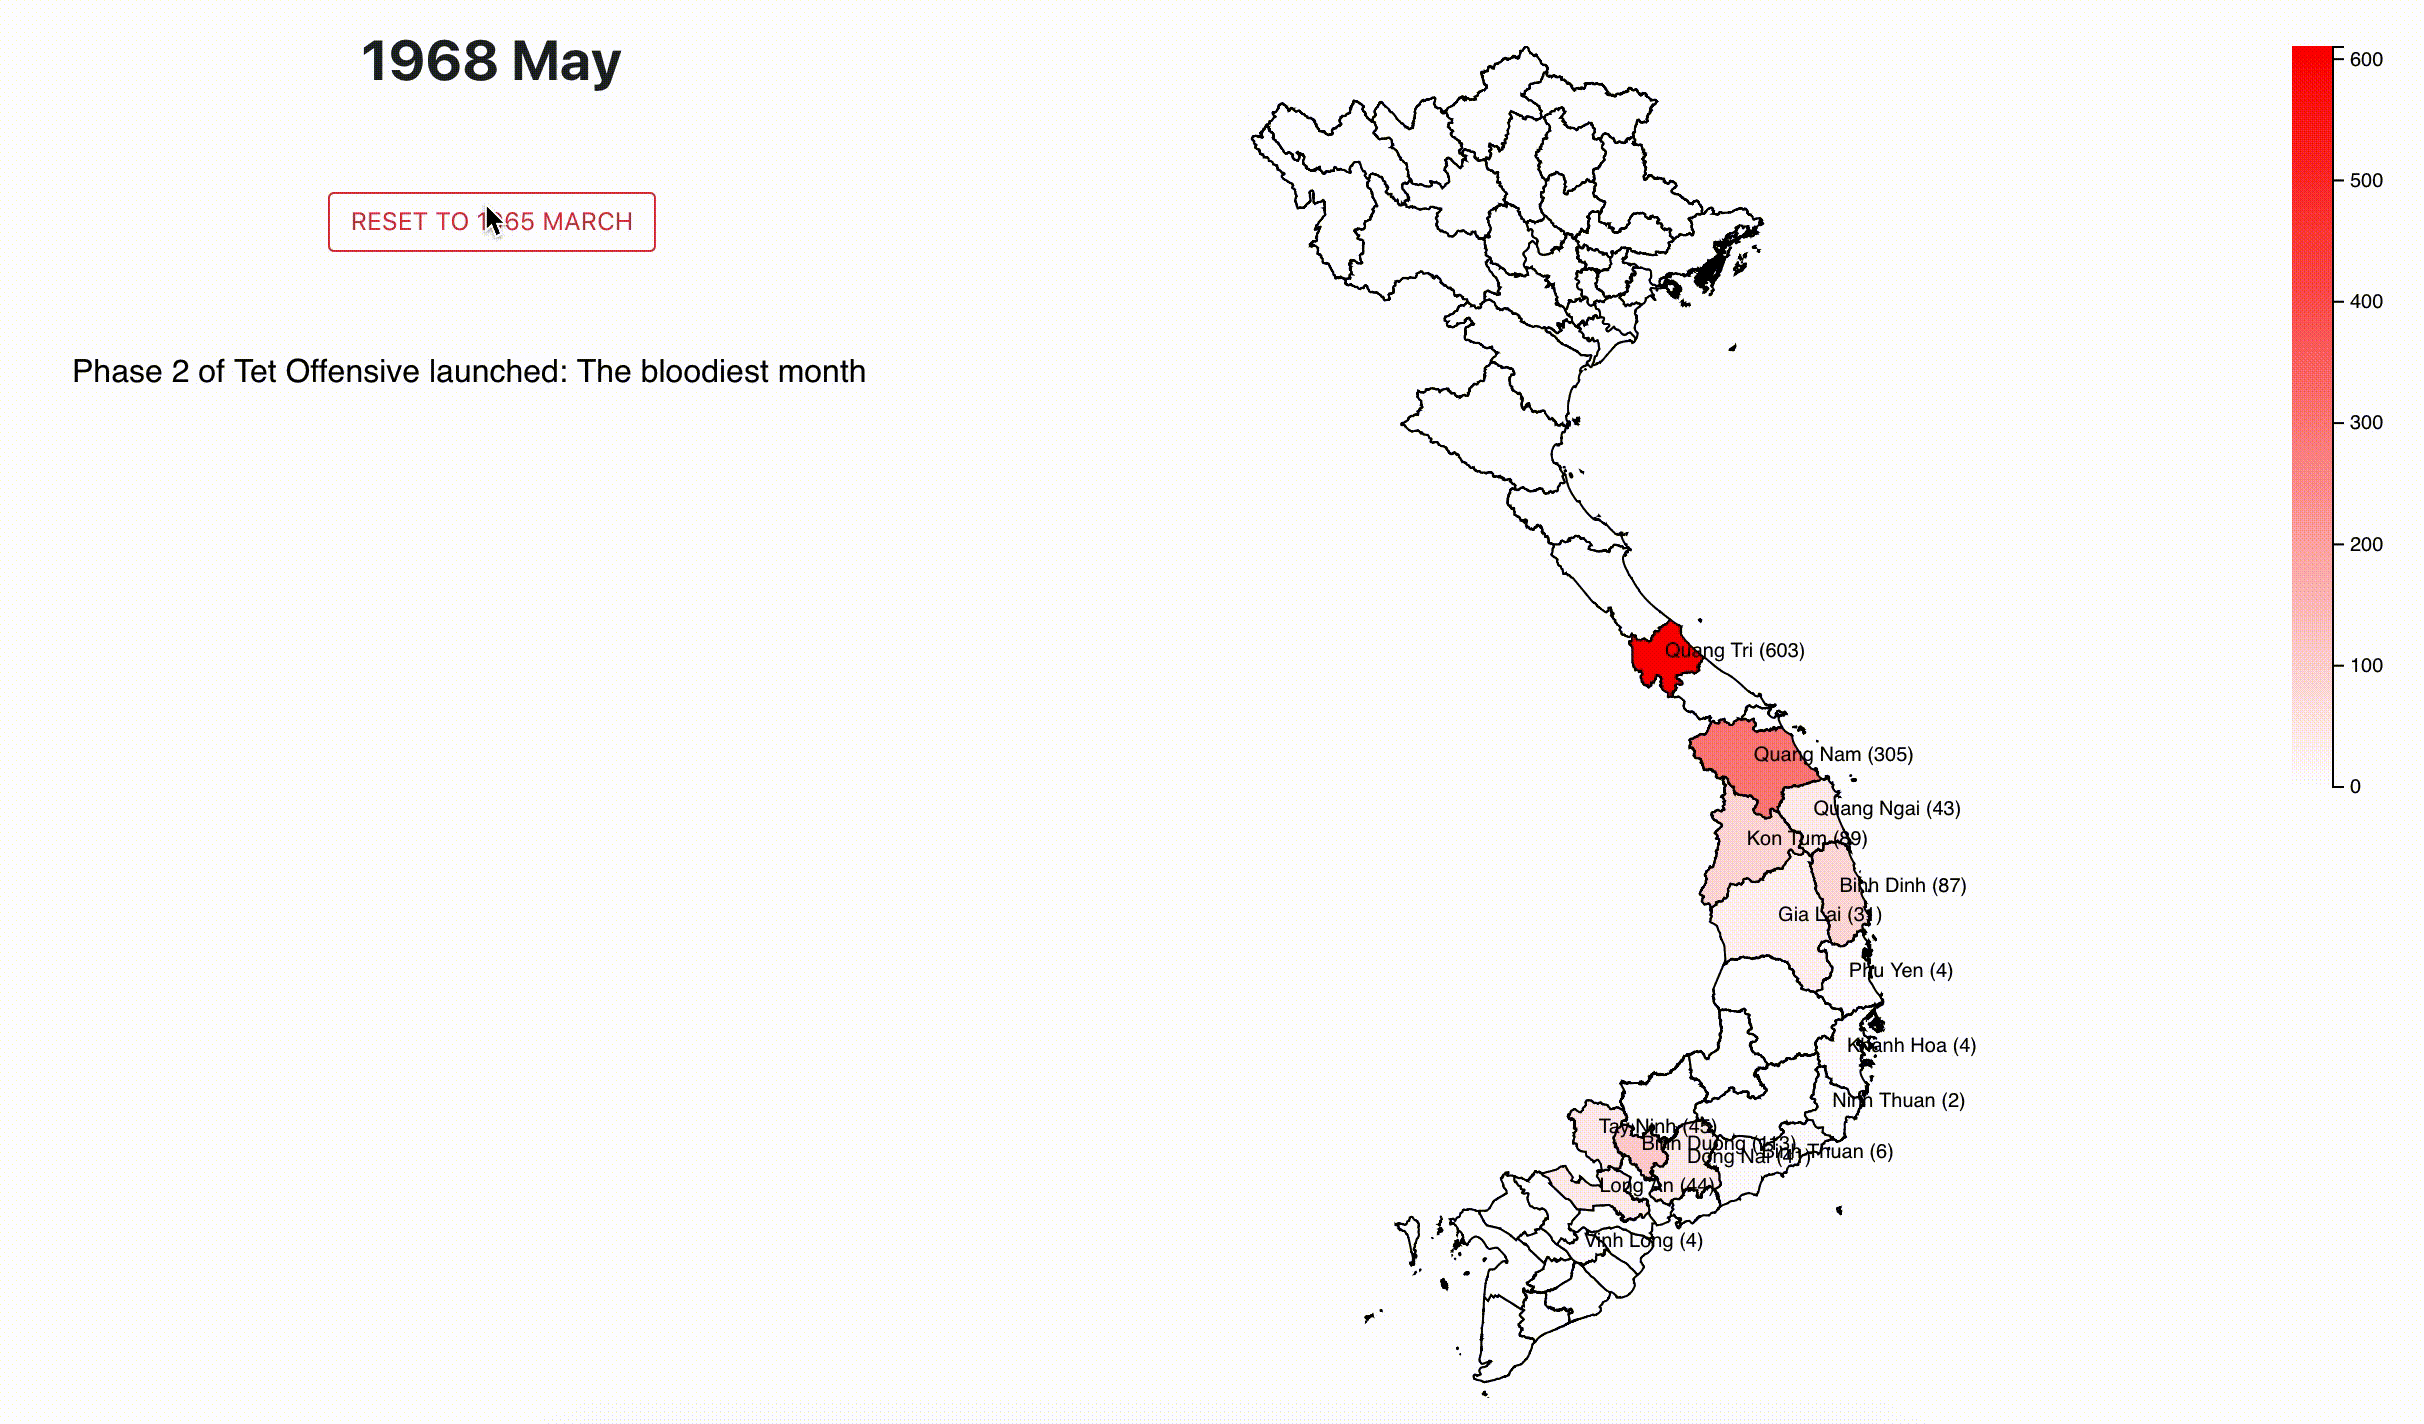 1968 May
RESET TO 1965 MARCH
Phase 2 of Tet Offensive launched: The bloodiest month
600
500
400
300
200
100
0
Quang Tri (603)
Quang Nam (305)
Quang Ngai (43)
Kon Tum (89)
Binh Dinh (87)
Gia Lai (31)
Phu Yen (4)
Khanh Hoa (4)
Ninh Thuan (2)
Tay Ninh (45)
Binh Duong (113)
Binh Thuan (6)
Dong Nai
Long An (44)
Vinh Long (4)